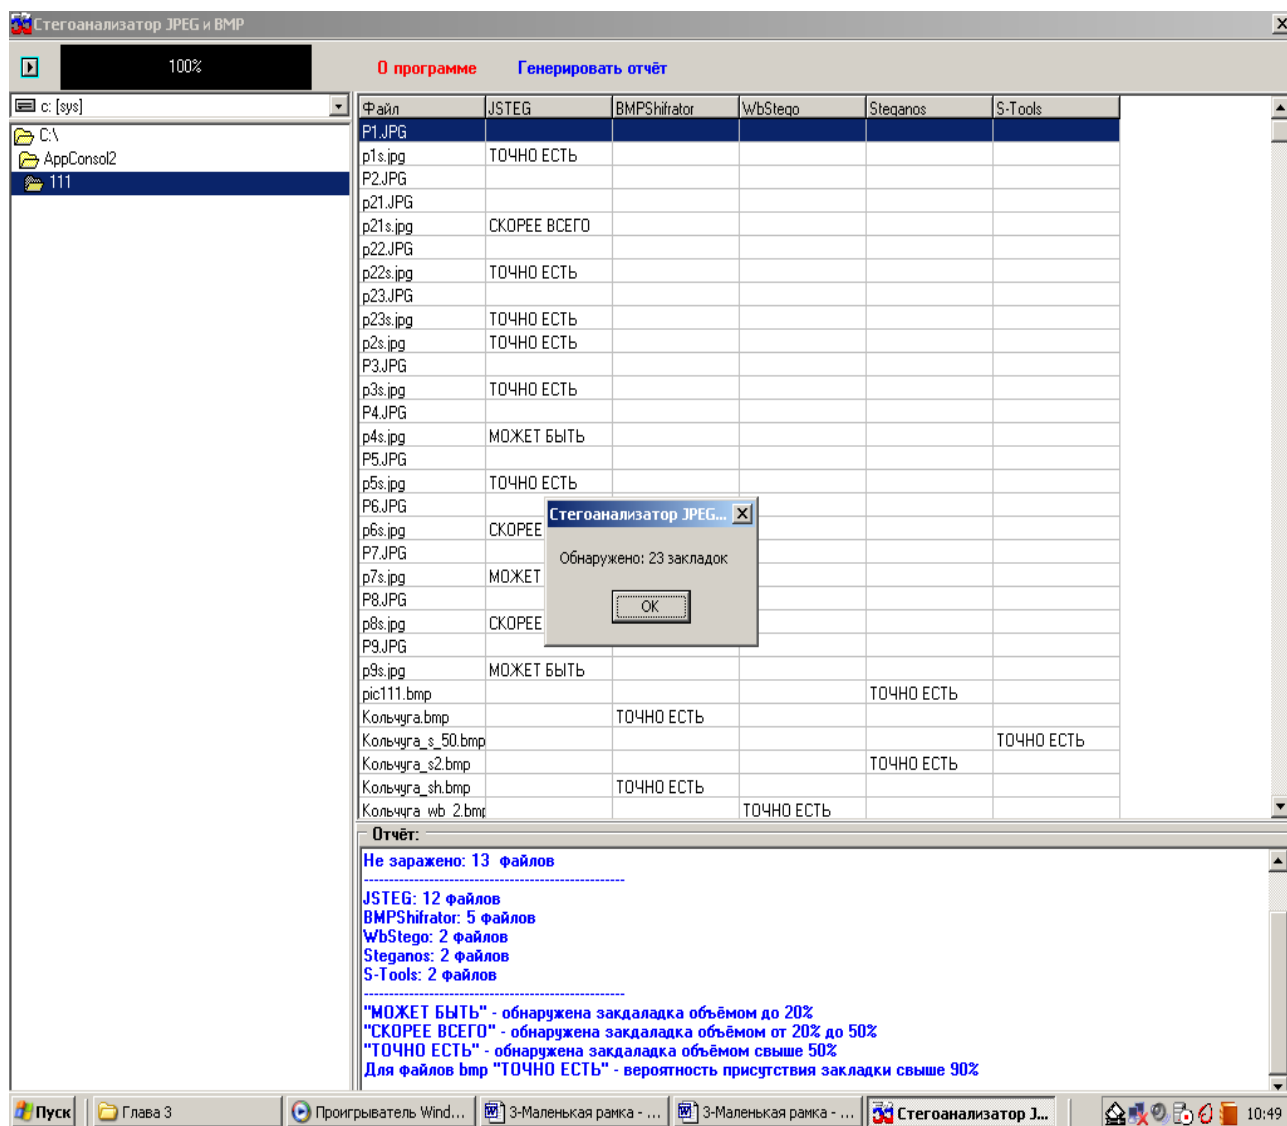 Стегоанализатор JPEG и BMP
100%
О программе
Генерировать отчёт
c: [sys]
C:\
AppConsol2
111
Файл JSTEG BMPShifrator WbStego Steganos S-Tools
P1.JPG
p1s.jpg ТОЧНО ЕСТЬ
P2.JPG
p21.JPG
p21s.jpg СКОРЕЕ ВСЕГО
p22.JPG
p22s.jpg ТОЧНО ЕСТЬ
p23.JPG
p23s.jpg ТОЧНО ЕСТЬ
p2s.jpg ТОЧНО ЕСТЬ
P3.JPG
p3s.jpg ТОЧНО ЕСТЬ
P4.JPG
p4s.jpg МОЖЕТ БЫТЬ
P5.JPG
p5s.jpg ТОЧНО ЕСТЬ
P6.JPG
p6s.jpg СКОРЕЕ
P7.JPG
p7s.jpg МОЖЕТ
P8.JPG
p8s.jpg СКОРЕЕ
P9.JPG
p9s.jpg МОЖЕТ БЫТЬ
pic111.bmp ТОЧНО ЕСТЬ
Кольчуга.bmp ТОЧНО ЕСТЬ
Кольчуга_s_50.bmp ТОЧНО ЕСТЬ
Кольчуга_s2.bmp ТОЧНО ЕСТЬ
Кольчуга_sh.bmp ТОЧНО ЕСТЬ
Кольчуга_wb_2.bmp ТОЧНО ЕСТЬ
Стегоанализатор JPEG...
Обнаружено: 23 закладок
OK
Отчёт:
Не заражено: 13 файлов
----------------------------------------------------
JSTEG: 12 файлов
BMPShifrator: 5 файлов
WbStego: 2 файлов
Steganos: 2 файлов
S-Tools: 2 файлов
----------------------------------------------------
"МОЖЕТ БЫТЬ" - обнаружена закдаладка объёмом до 20%
"СКОРЕЕ ВСЕГО" - обнаружена закдаладка объёмом от 20% до 50%
"ТОЧНО ЕСТЬ" - обнаружена закдаладка объёмом свыше 50%
Для файлов bmp "ТОЧНО ЕСТЬ" - вероятность присутствия закладки свыше 90%
Пуск
Глава 3
Проигрыватель Wind...
3-Маленькая рамка - ...
3-Маленькая рамка - ...
Стегоанализатор J...
10:49